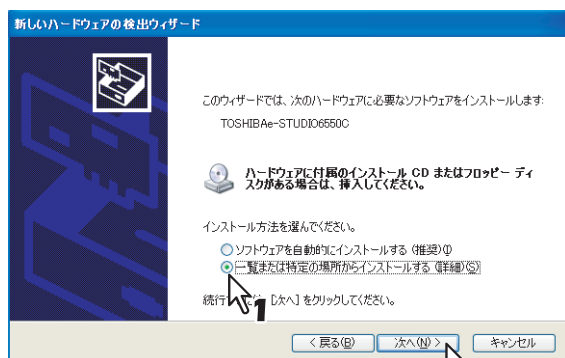 新しいハードウェアの検出ウィザード
このウィザードでは、次のハードウェアに必要なソフトウェアをインストールします:
TOSHIBAe-STUDIO6550C
ハードウェアに付属のインストール CD またはフロッピー ディ
スクがある場合は、挿入してください。
インストール方法を選んでください。
ソフトウェアを自動的にインストールする (推奨)(I)
一覧または特定の場所からインストールする (詳細)(S)
続行 、[次へ] をクリックしてください。
1
< 戻る(B) 次へ(N) > キャンセル